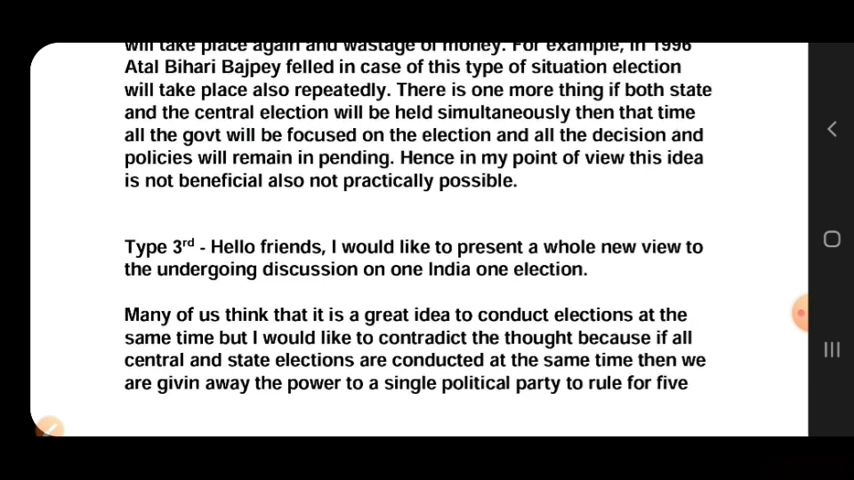 will take place again and wastage of money. For example, in 1996
Atal Bihari Bajpey felled in case of this type of situation election
will take place also repeatedly. There is one more thing if both state
and the central election will be held simultaneously then that time
all the govt will be focused on the election and all the decision and
policies will remain in pending. Hence in my point of view this idea
is not beneficial also not practically possible.
Type 3rd - Hello friends, I would like to present a whole new view to
the undergoing discussion on one India one election.
Many of us think that it is a great idea to conduct elections at the
same time but I would like to contradict the thought because if all
central and state elections are conducted at the same time then we
are givin away the power to a single political party to rule for five